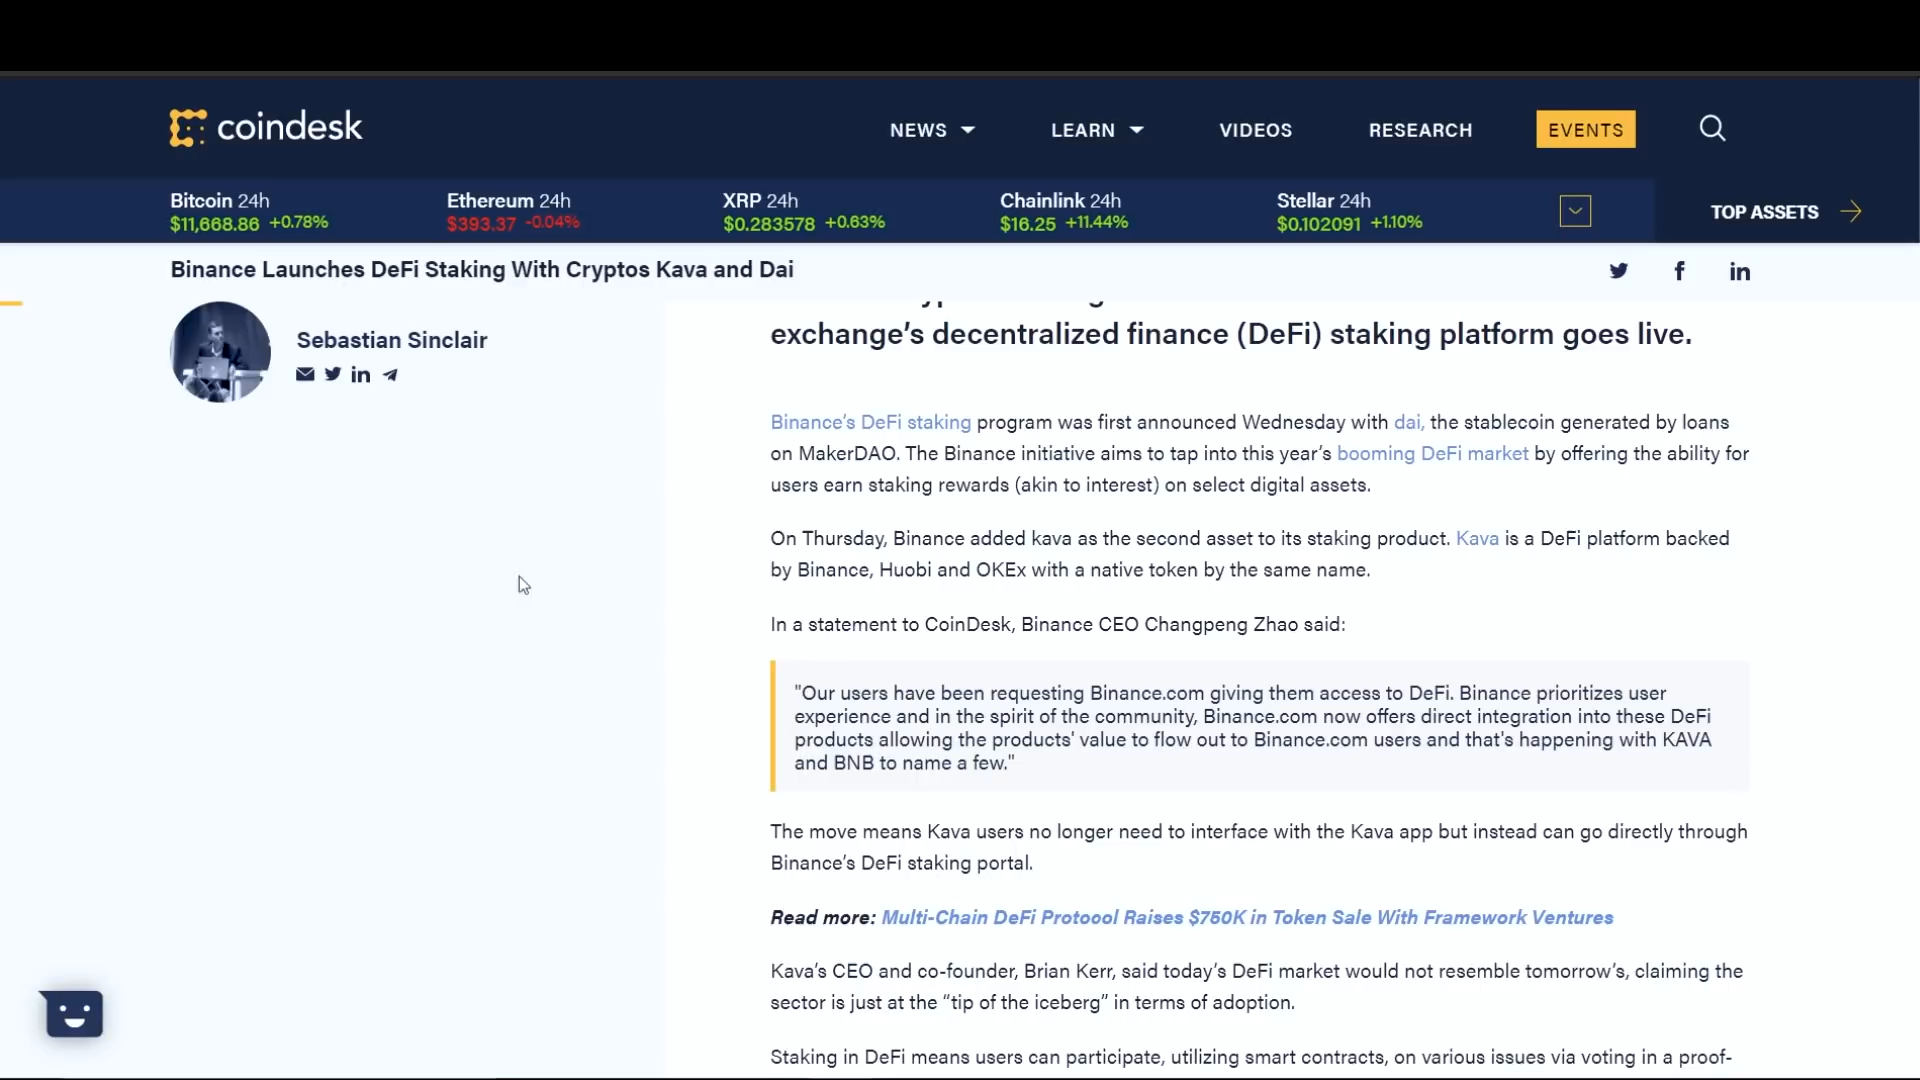 coindesk
NEWS
LEARN
VIDEOS
RESEARCH
EVENTS
Bitcoin 24h
$11,668.86 +0.78%
Ethereum 24h
$393.37 -0.04%
XRP 24h
$0.283578 +0.63%
Chainlink 24h
$16.25 +11.44%
Stellar 24h
$0.102091 +1.10%
TOP ASSETS
Binance Launches DeFi Staking With Cryptos Kava and Dai
Sebastian Sinclair
exchange’s decentralized finance (DeFi) staking platform goes live.
Binance’s DeFi staking program was first announced Wednesday with dai, the stablecoin generated by loans
on MakerDAO. The Binance initiative aims to tap into this year’s booming DeFi market by offering the ability for
users earn staking rewards (akin to interest) on select digital assets.
On Thursday, Binance added kava as the second asset to its staking product. Kava is a DeFi platform backed
by Binance, Huobi and OKEx with a native token by the same name.
In a statement to CoinDesk, Binance CEO Changpeng Zhao said:
"Our users have been requesting Binance.com giving them access to DeFi. Binance prioritizes user
experience and in the spirit of the community, Binance.com now offers direct integration into these DeFi
products allowing the products' value to flow out to Binance.com users and that's happening with KAVA
and BNB to name a few."
The move means Kava users no longer need to interface with the Kava app but instead can go directly through
Binance’s DeFi staking portal.
Read more: Multi-Chain DeFi Protocol Raises $750K in Token Sale With Framework Ventures
Kava’s CEO and co-founder, Brian Kerr, said today’s DeFi market would not resemble tomorrow’s, claiming the
sector is just at the “tip of the iceberg” in terms of adoption.
Staking in DeFi means users can participate, utilizing smart contracts, on various issues via voting in a proof-